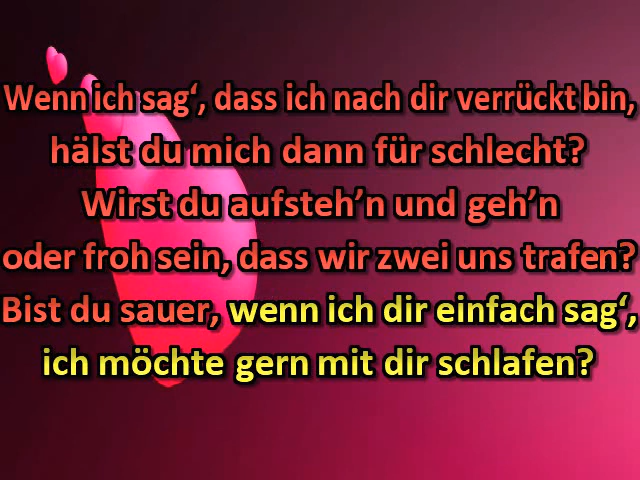 Wenn ich sag‘, dass ich nach dir verrückt bin,
hälst du mich dann für schlecht?
Wirst du aufsteh’n und geh’n
oder froh sein, dass wir zwei uns trafen?
Bist du sauer, wenn ich dir einfach sag‘,
ich möchte gern mit dir schlafen?